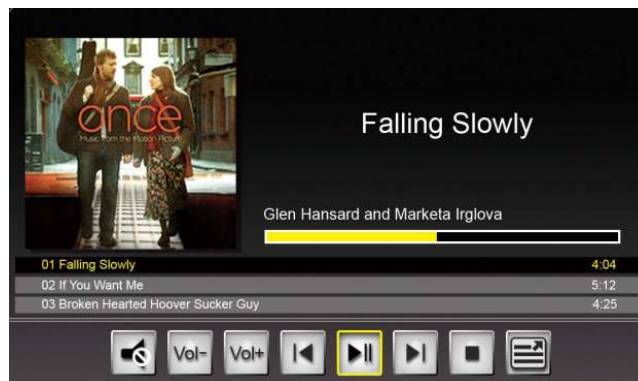 once
Music from the Motion Picture
Falling Slowly
Glen Hansard and Marketa Irglova
01 Falling Slowly 4:04
02 If You Want Me 5:12
03 Broken Hearted Hoover Sucker Guy 4:25
Vol- Vol+